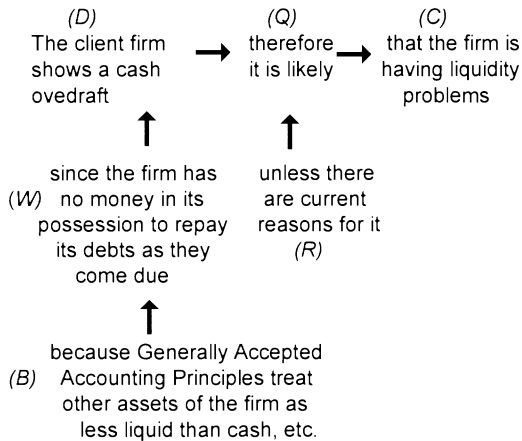 (D) (Q) (C)
The client firm therefore that the firm is
shows a cash it is likely having liquidity
ovedraft problems
since the firm has unless there
(W) no money in its are current
possession to repay reasons for it
its debts as they (R)
come due
because Generally Accepted
(B) Accounting Principles treat
other assets of the firm as
less liquid than cash, etc.